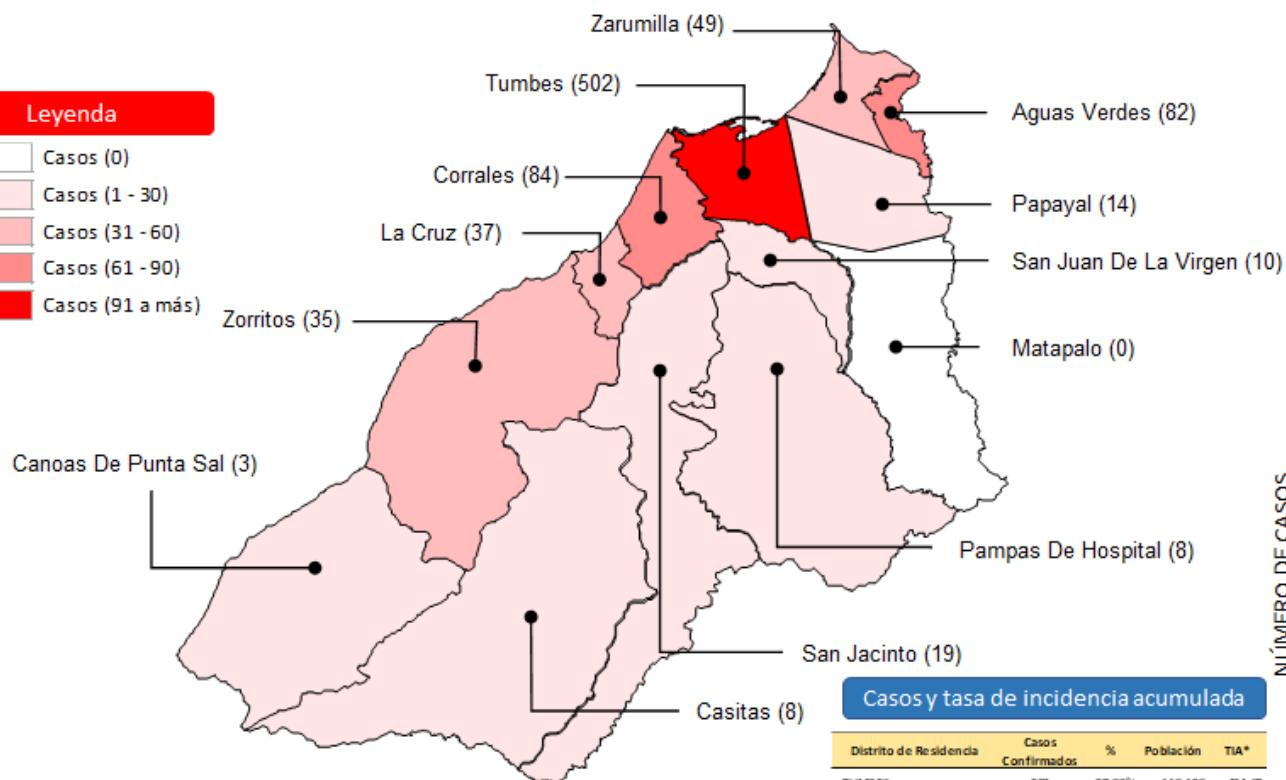 Zarumilla (49)
Tumbes (502)
Leyenda
Aguas Verdes (82)
Casos (0)
Corrales (84)
Casos (1 - 30)
Papayal (14)
Casos (31 - 60)
La Cruz (37)
San Juan De La Virgen (10)
Casos (61 - 90)
Casos (91 a más)
Zorritos (35)
Matapalo (0)
Canoas De Punta Sal (3)
NÚMERO DE CASOS
Pampas De Hospital (8)
San Jacinto (19)
Casitas (8)
Casos y tasa de incidencia acumulada
Distrito de Residencia Casos Confirmados % Población TIA*